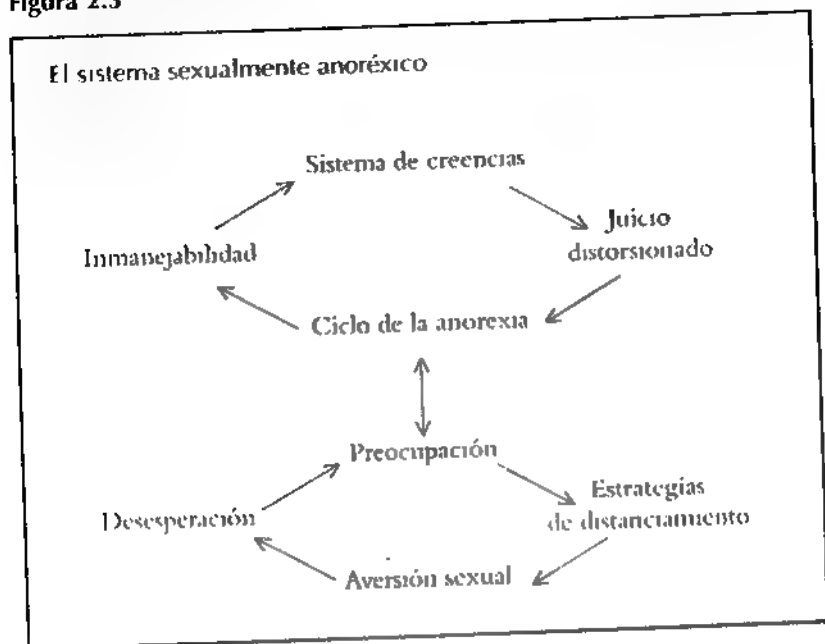 Figura 2.3
El sistema sexualmente anoréxico
Sistema de creencias
Juicio
distorsionado
Inmanejabilidad
Ciclo de la anorexia
Preocupación
Estrategias
de distanciamiento
Desesperación
Aversión sexual